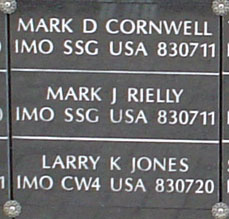 MARK D CORNWELL
IMO SSG USA 830711
MARK J RIELLY
IMO SSG USA 830711
LARRY K JONES
IMO CW4 USA 830720